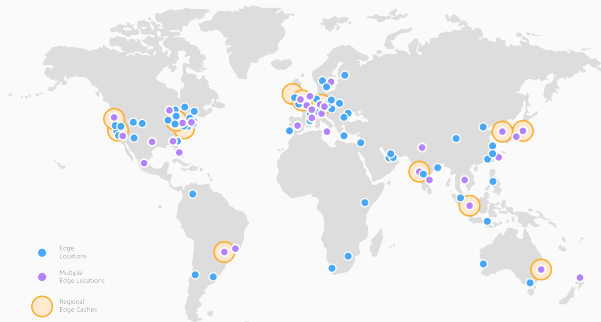 Edge
Locations
Multiple
Edge Locations
Regional
Edge Caches